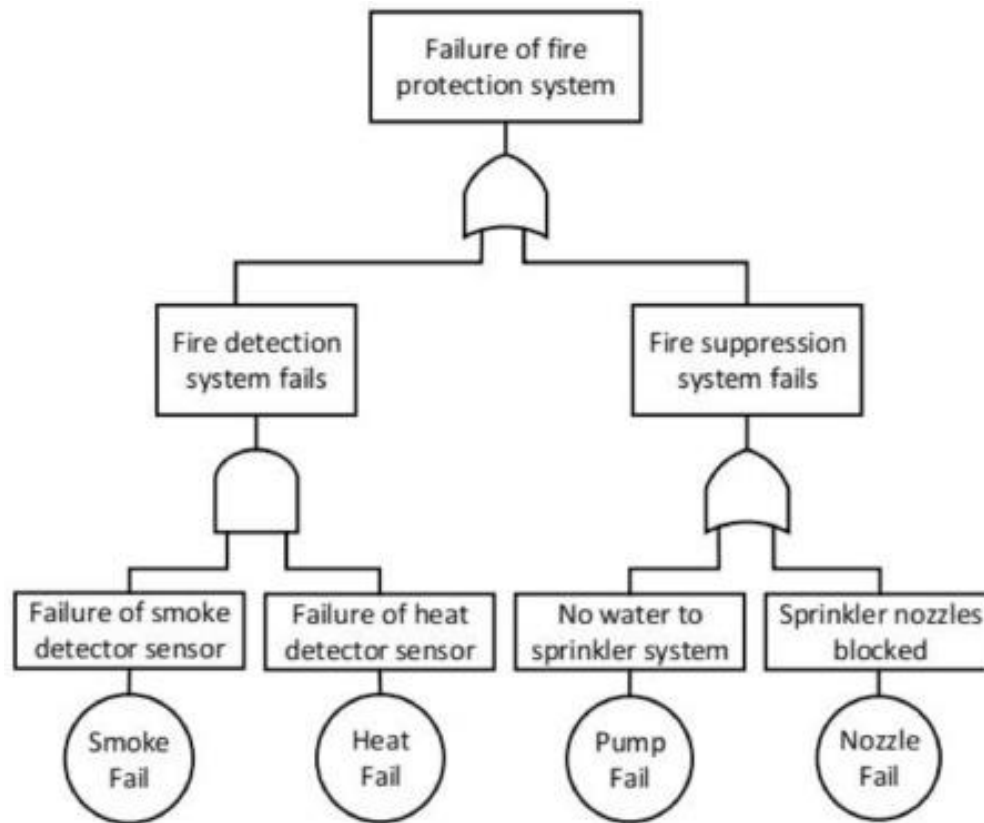 Failure of fire
protection system
Fire detection
system fails
Fire suppression
system fails
Failure of smoke
detector sensor
Failure of heat
detector sensor
No water to
sprinkler system
Sprinkler nozzles
blocked
Smoke
Fail
Heat
Fail
Pump
Fail
Nozzle
Fail